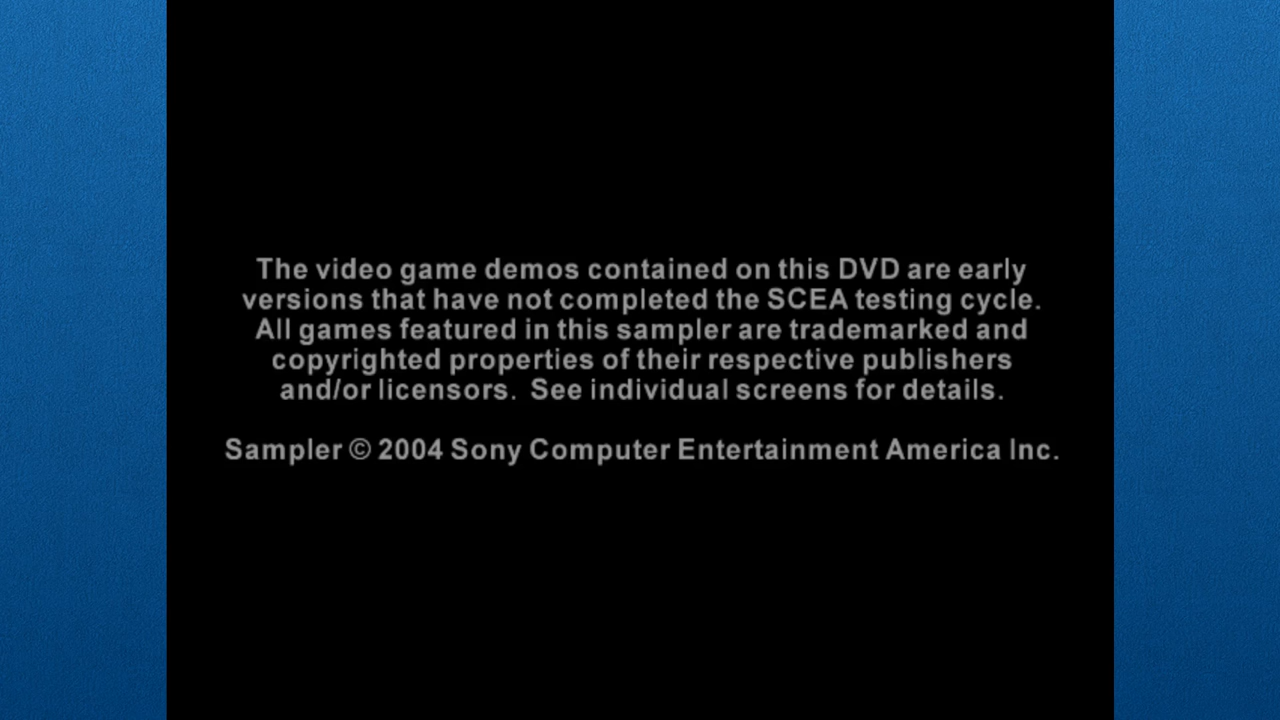 The video game demos contained on this DVD are early
versions that have not completed the SCEA testing cycle.
All games featured in this sampler are trademarked and
copyrighted properties of their respective publishers
and/or licensors.  See individual screens for details.
Sampler © 2004 Sony Computer Entertainment America Inc.